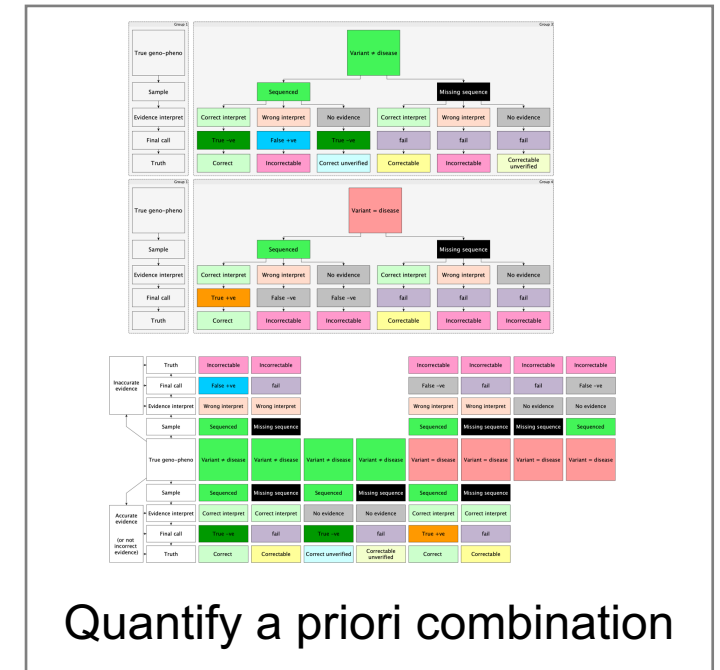 Group 1
Group 2
True geno-pheno
Variant ≠ disease
Sample
Sequenced
Missing sequence
Evidence interpret
Correct interpret
Wrong interpret
No evidence
Correct interpret
Wrong interpret
No evidence
Final call
True -ve
False +ve
True -ve
fail
fail
fail
Truth
Correct
Incorrectable
Correct unverified
Correctable
Incorrectable
Correctable
unverified
Group 4
True geno-pheno
Variant = disease
Sample
Sequenced
Missing sequence
Evidence interpret
Correct interpret
Wrong interpret
No evidence
Correct interpret
Wrong interpret
No evidence
Final call
True +ve
False -ve
False -ve
fail
fail
fail
Truth
Correct
Incorrectable
Incorrectable
Correctable
Incorrectable
Incorrectable
Inaccurate
evidence
Truth
Incorrectable
Incorrectable
Incorrectable
Incorrectable
Incorrectable
Incorrectable
Final call
False +ve
fail
False -ve
fail
fail
False -ve
Evidence interpret
Wrong interpret
Wrong interpret
Wrong interpret
Wrong interpret
No evidence
No evidence
Sample
Sequenced
Missing sequence
Sequenced
Missing sequence
Missing sequence
Sequenced
True geno-pheno
Variant ≠ disease
Variant ≠ disease
Variant ≠ disease
Variant ≠ disease
Variant = disease
Variant = disease
Variant = disease
Variant = disease
Sample
Sequenced
Missing sequence
Sequenced
Missing sequence
Sequenced
Missing sequence
Accurate
evidence
(or not
incorrect
evidence)
Evidence interpret
Correct interpret
Correct interpret
No evidence
No evidence
Correct interpret
Correct interpret
Final call
True -ve
fail
True -ve
fail
True +ve
fail
Truth
Correct
Correctable
Correct unverified
Correctable
unverified
Correct
Correctable
Quantify a priori combination